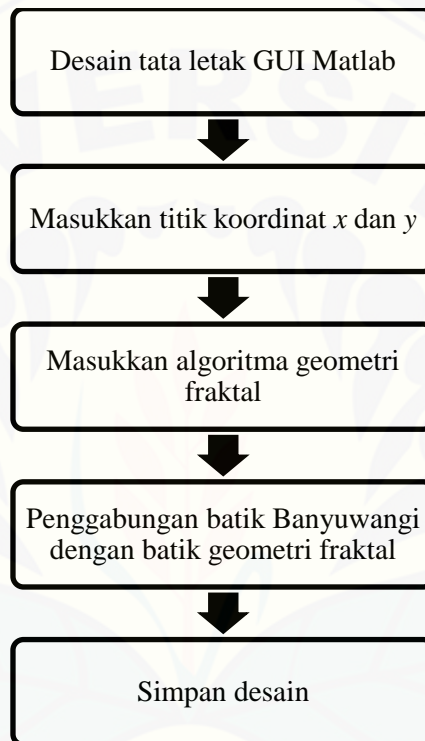 Desain tata letak GUI Matlab
Masukkan titik koordinat x dan y
Masukkan algoritma geometri
fraktal
Penggabungan batik Banyuwangi
dengan batik geometri fraktal
Simpan desain